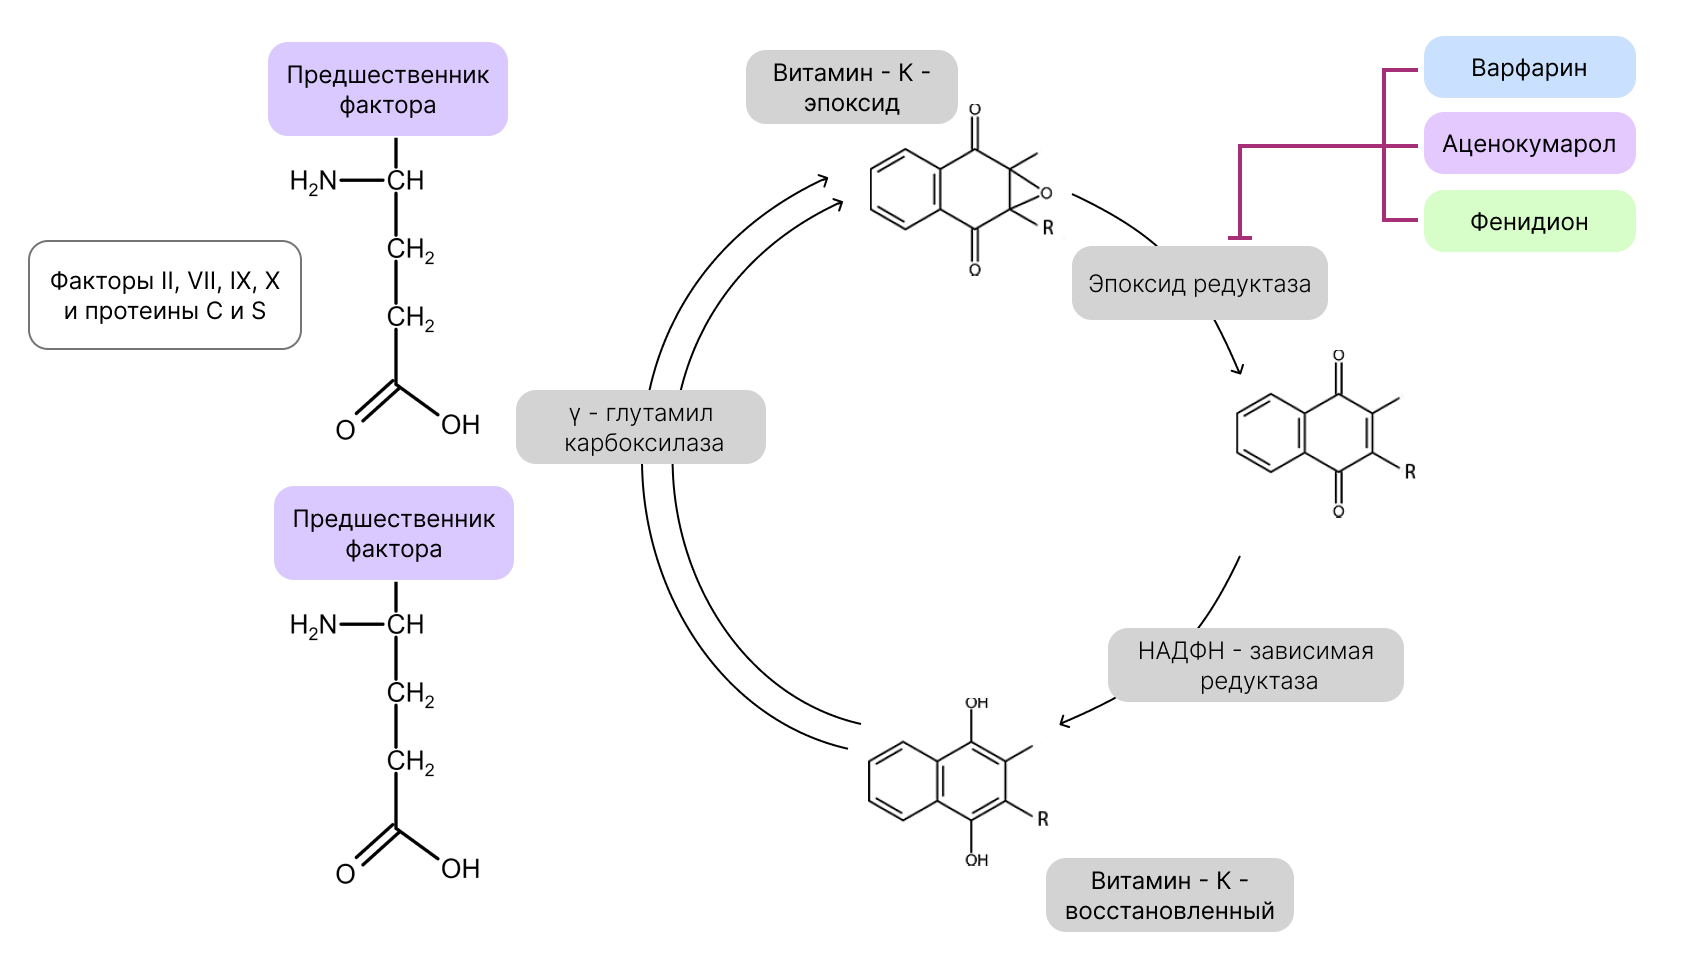 Предшественник
фактора
H2N
CH
CH2
CH2
O
OH
Факторы II, VII, IX, X
и протеины C и S
Предшественник
фактора
H2N
CH
CH2
CH2
O
OH
γ - глутамил
карбоксилаза
Витамин - К -
эпоксид
O
O
R
O
Эпоксид редуктаза
Варфарин
Аценокумарол
Фенидион
O
R
O
НАДФН - зависимая
редуктаза
OH
R
OH
Витамин - К -
восстановленный